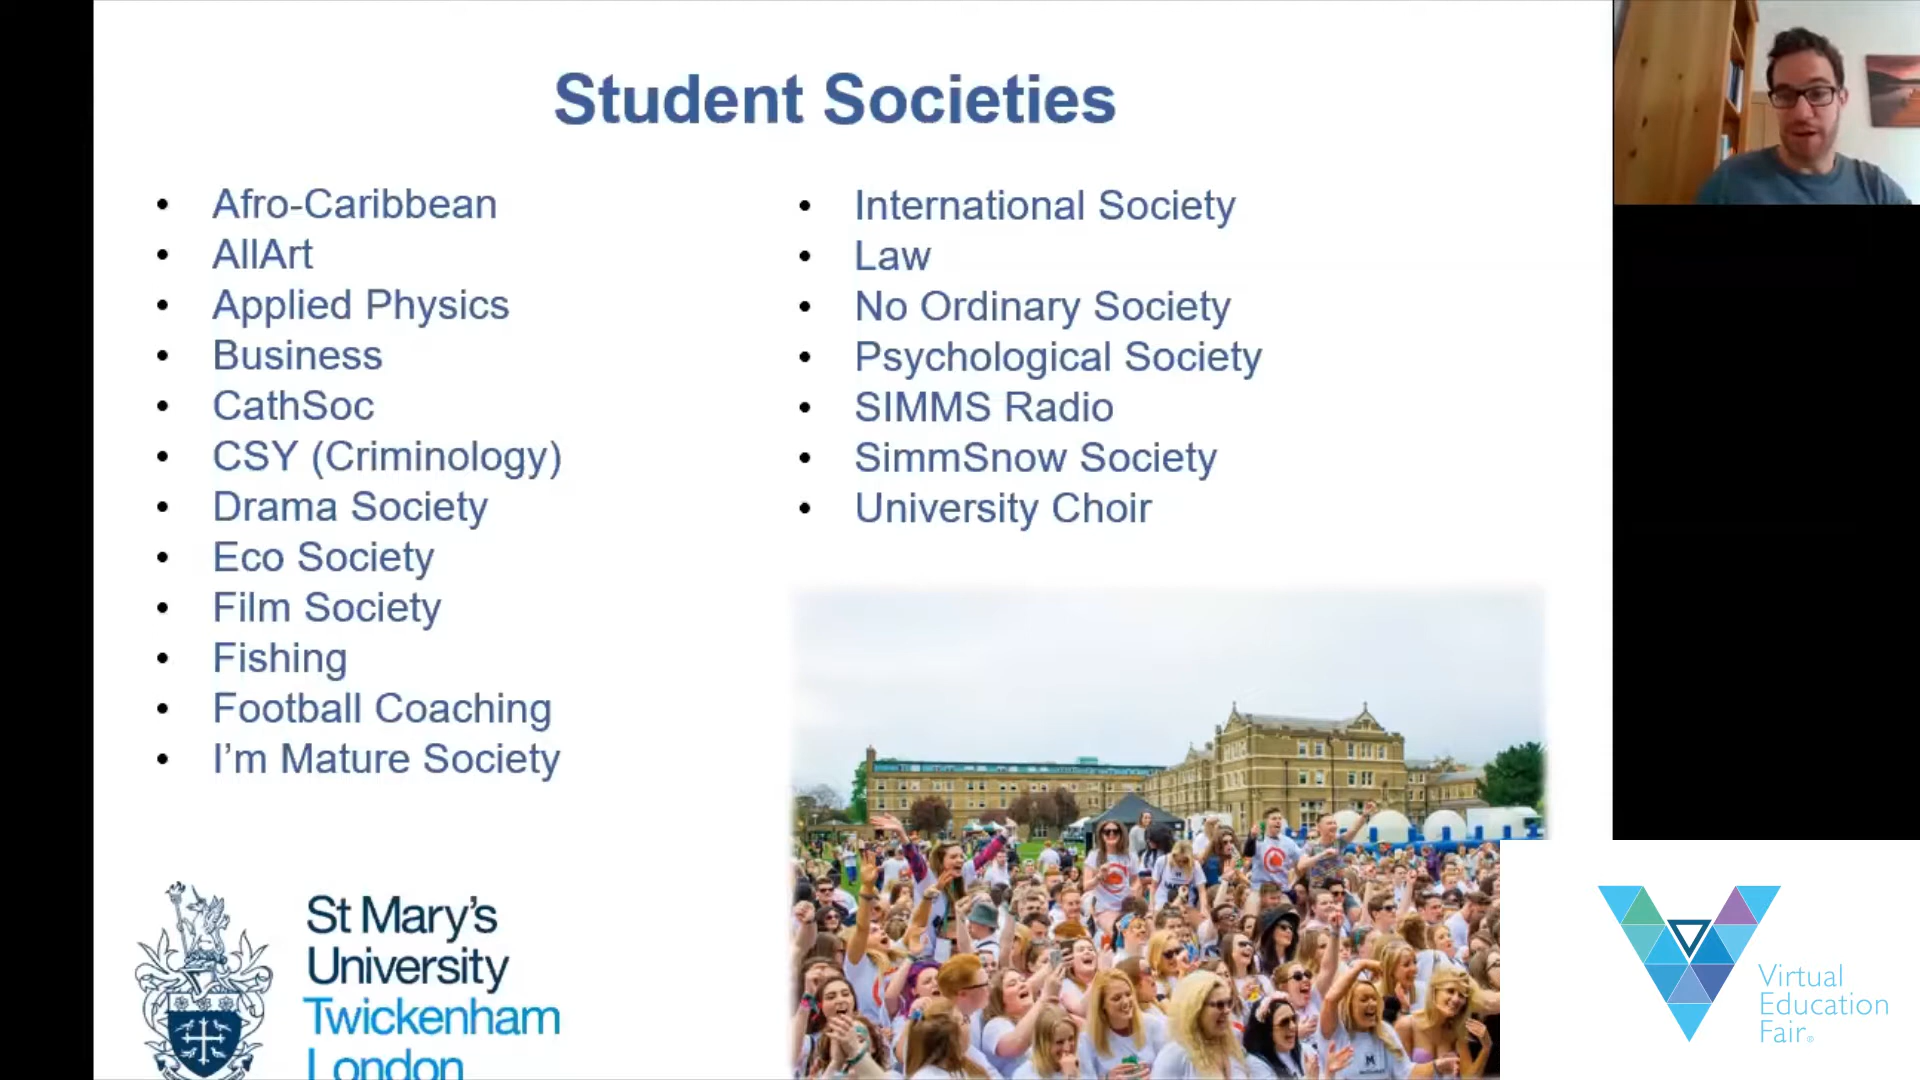 Student Societies
Afro-Caribbean
AllArt
Applied Physics
Business
CathSoc
CSY (Criminology)
Drama Society
Eco Society
Film Society
Fishing
Football Coaching
I’m Mature Society
International Society
Law
No Ordinary Society
Psychological Society
SIMMS Radio
SimmSnow Society
University Choir
St Mary’s
University
Twickenham
London
Virtual
Education
Fair®